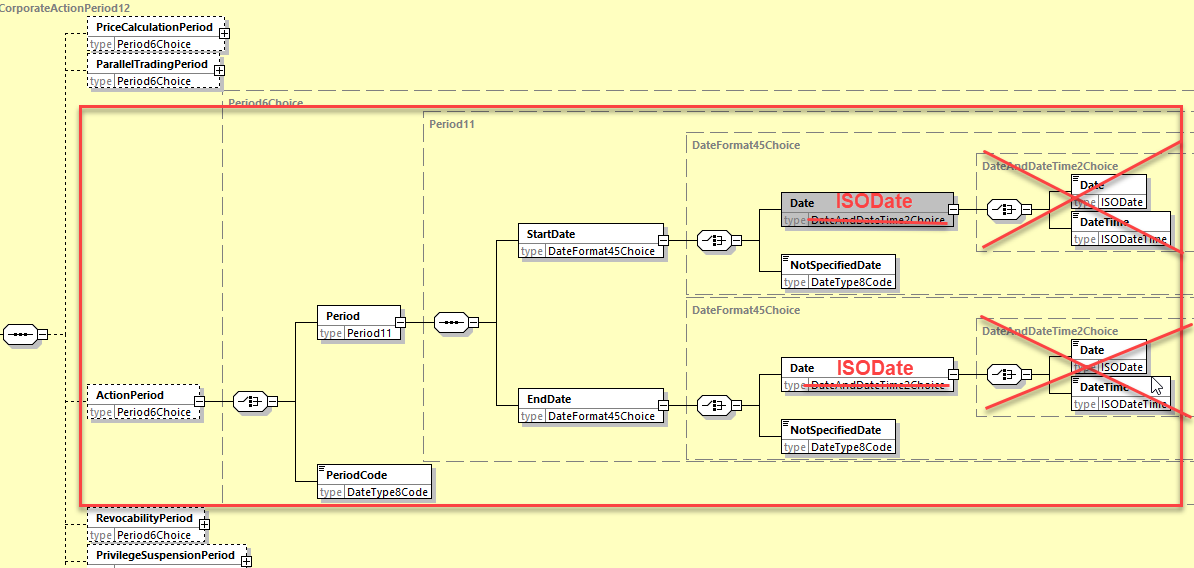 CorporateActionPeriod12
PriceCalculationPeriod
type Period6Choice
ParallelTradingPeriod
type Period6Choice
Period6Choice
Period11
DateFormat45Choice
DateAndDateTime2Choice
Date ISODate
type DateAndDateTime2Choice
Date
type ISODate
DateTime
type ISODateTime
StartDate
type DateFormat45Choice
NotSpecifiedDate
type DateType8Code
Period
type Period11
DateFormat45Choice
DateAndDateTime2Choice
Date ISODate
type DateAndDateTime2Choice
Date
type ISODate
DateTime
type ISODateTime
ActionPeriod
type Period6Choice
EndDate
type DateFormat45Choice
NotSpecifiedDate
type DateType8Code
PeriodCode
type DateType8Code
RevocabilityPeriod
type Period6Choice
PrivilegeSuspensionPeriod